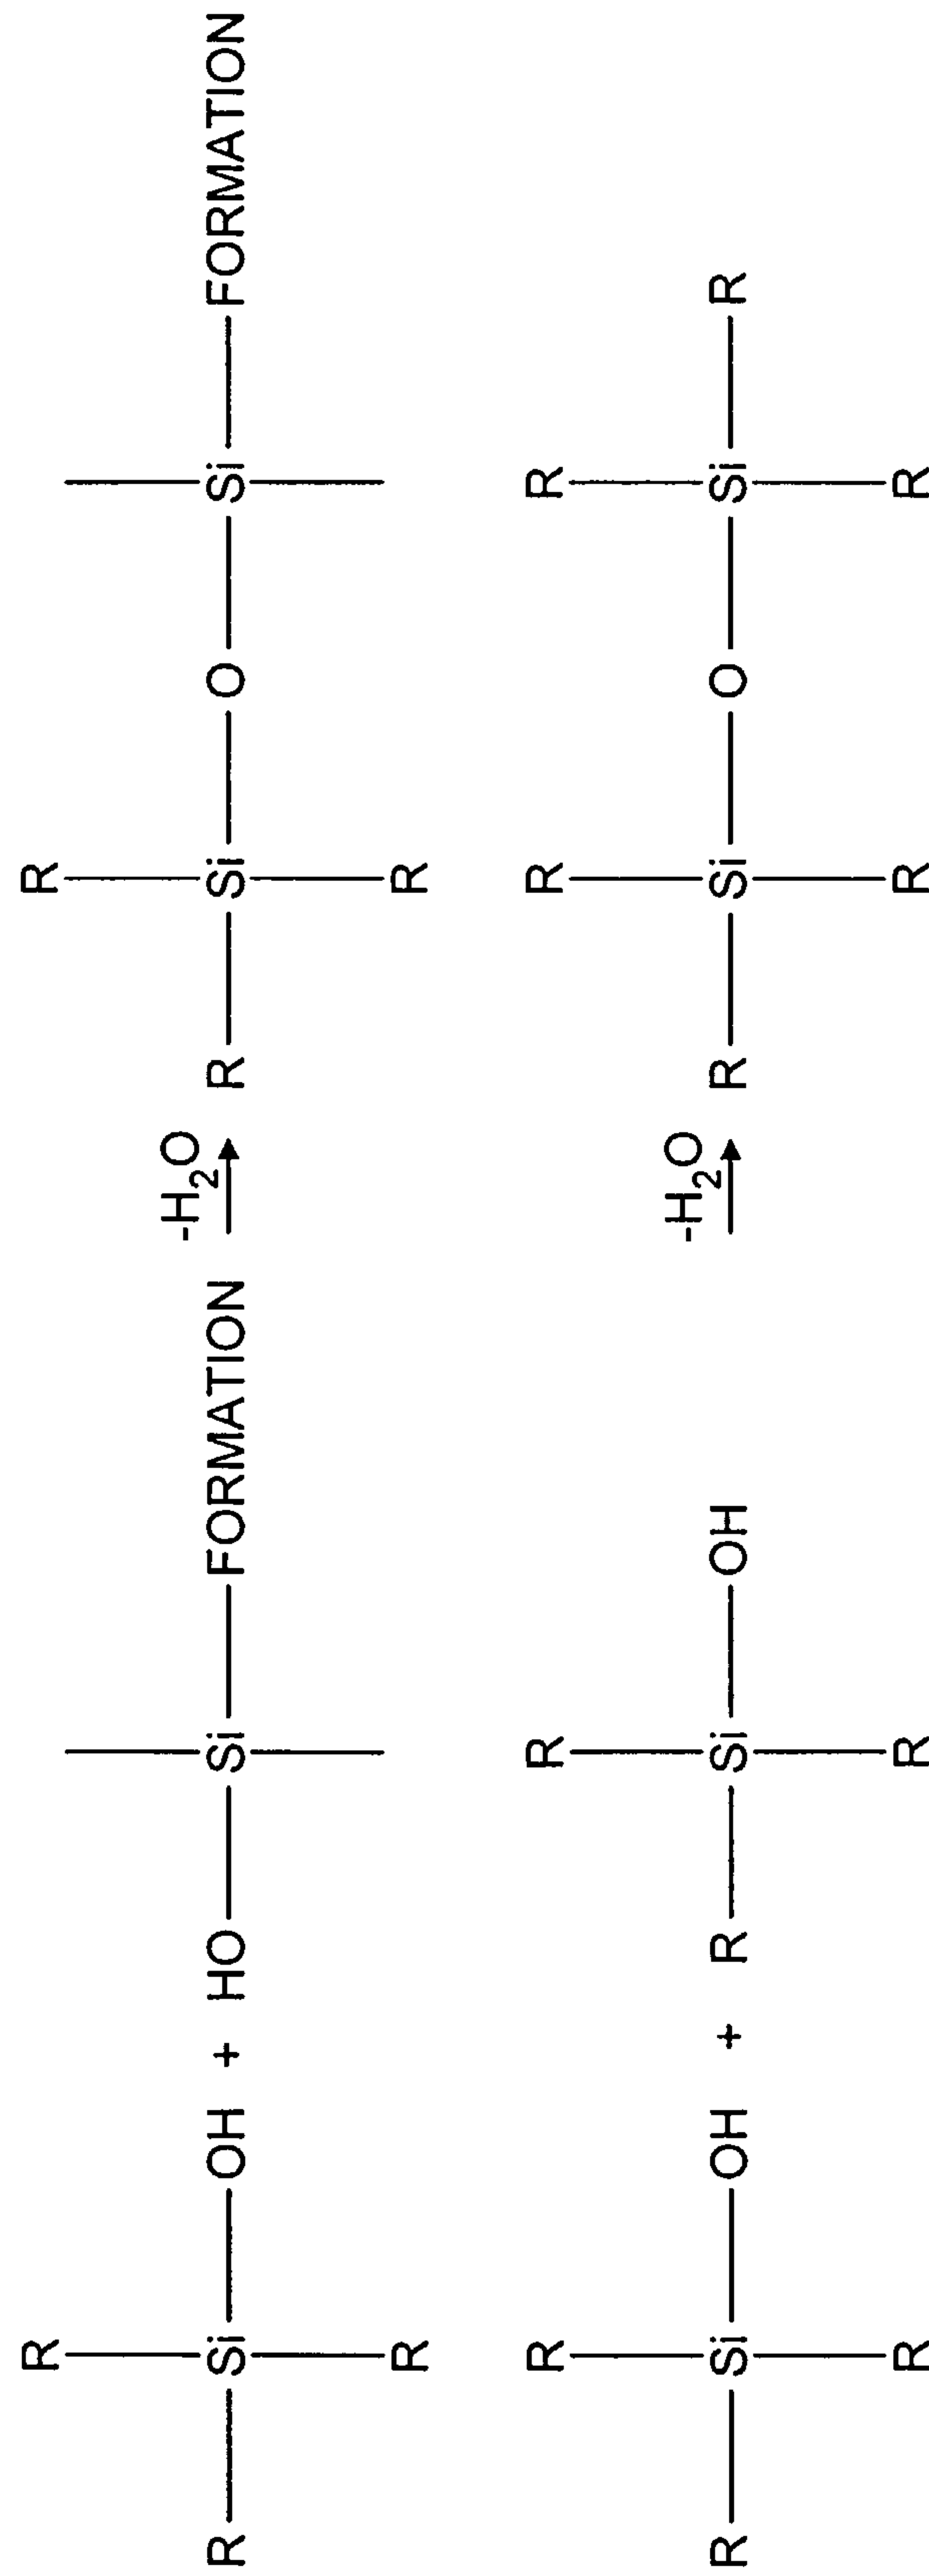 R R
-H₂O
R—Si—OH + HO—Si—FORMATION → R—Si—O—Si—FORMATION
R R
R R R R
-H₂O
R—Si—OH + R—Si—OH → R—Si—O—Si—R
R R R R